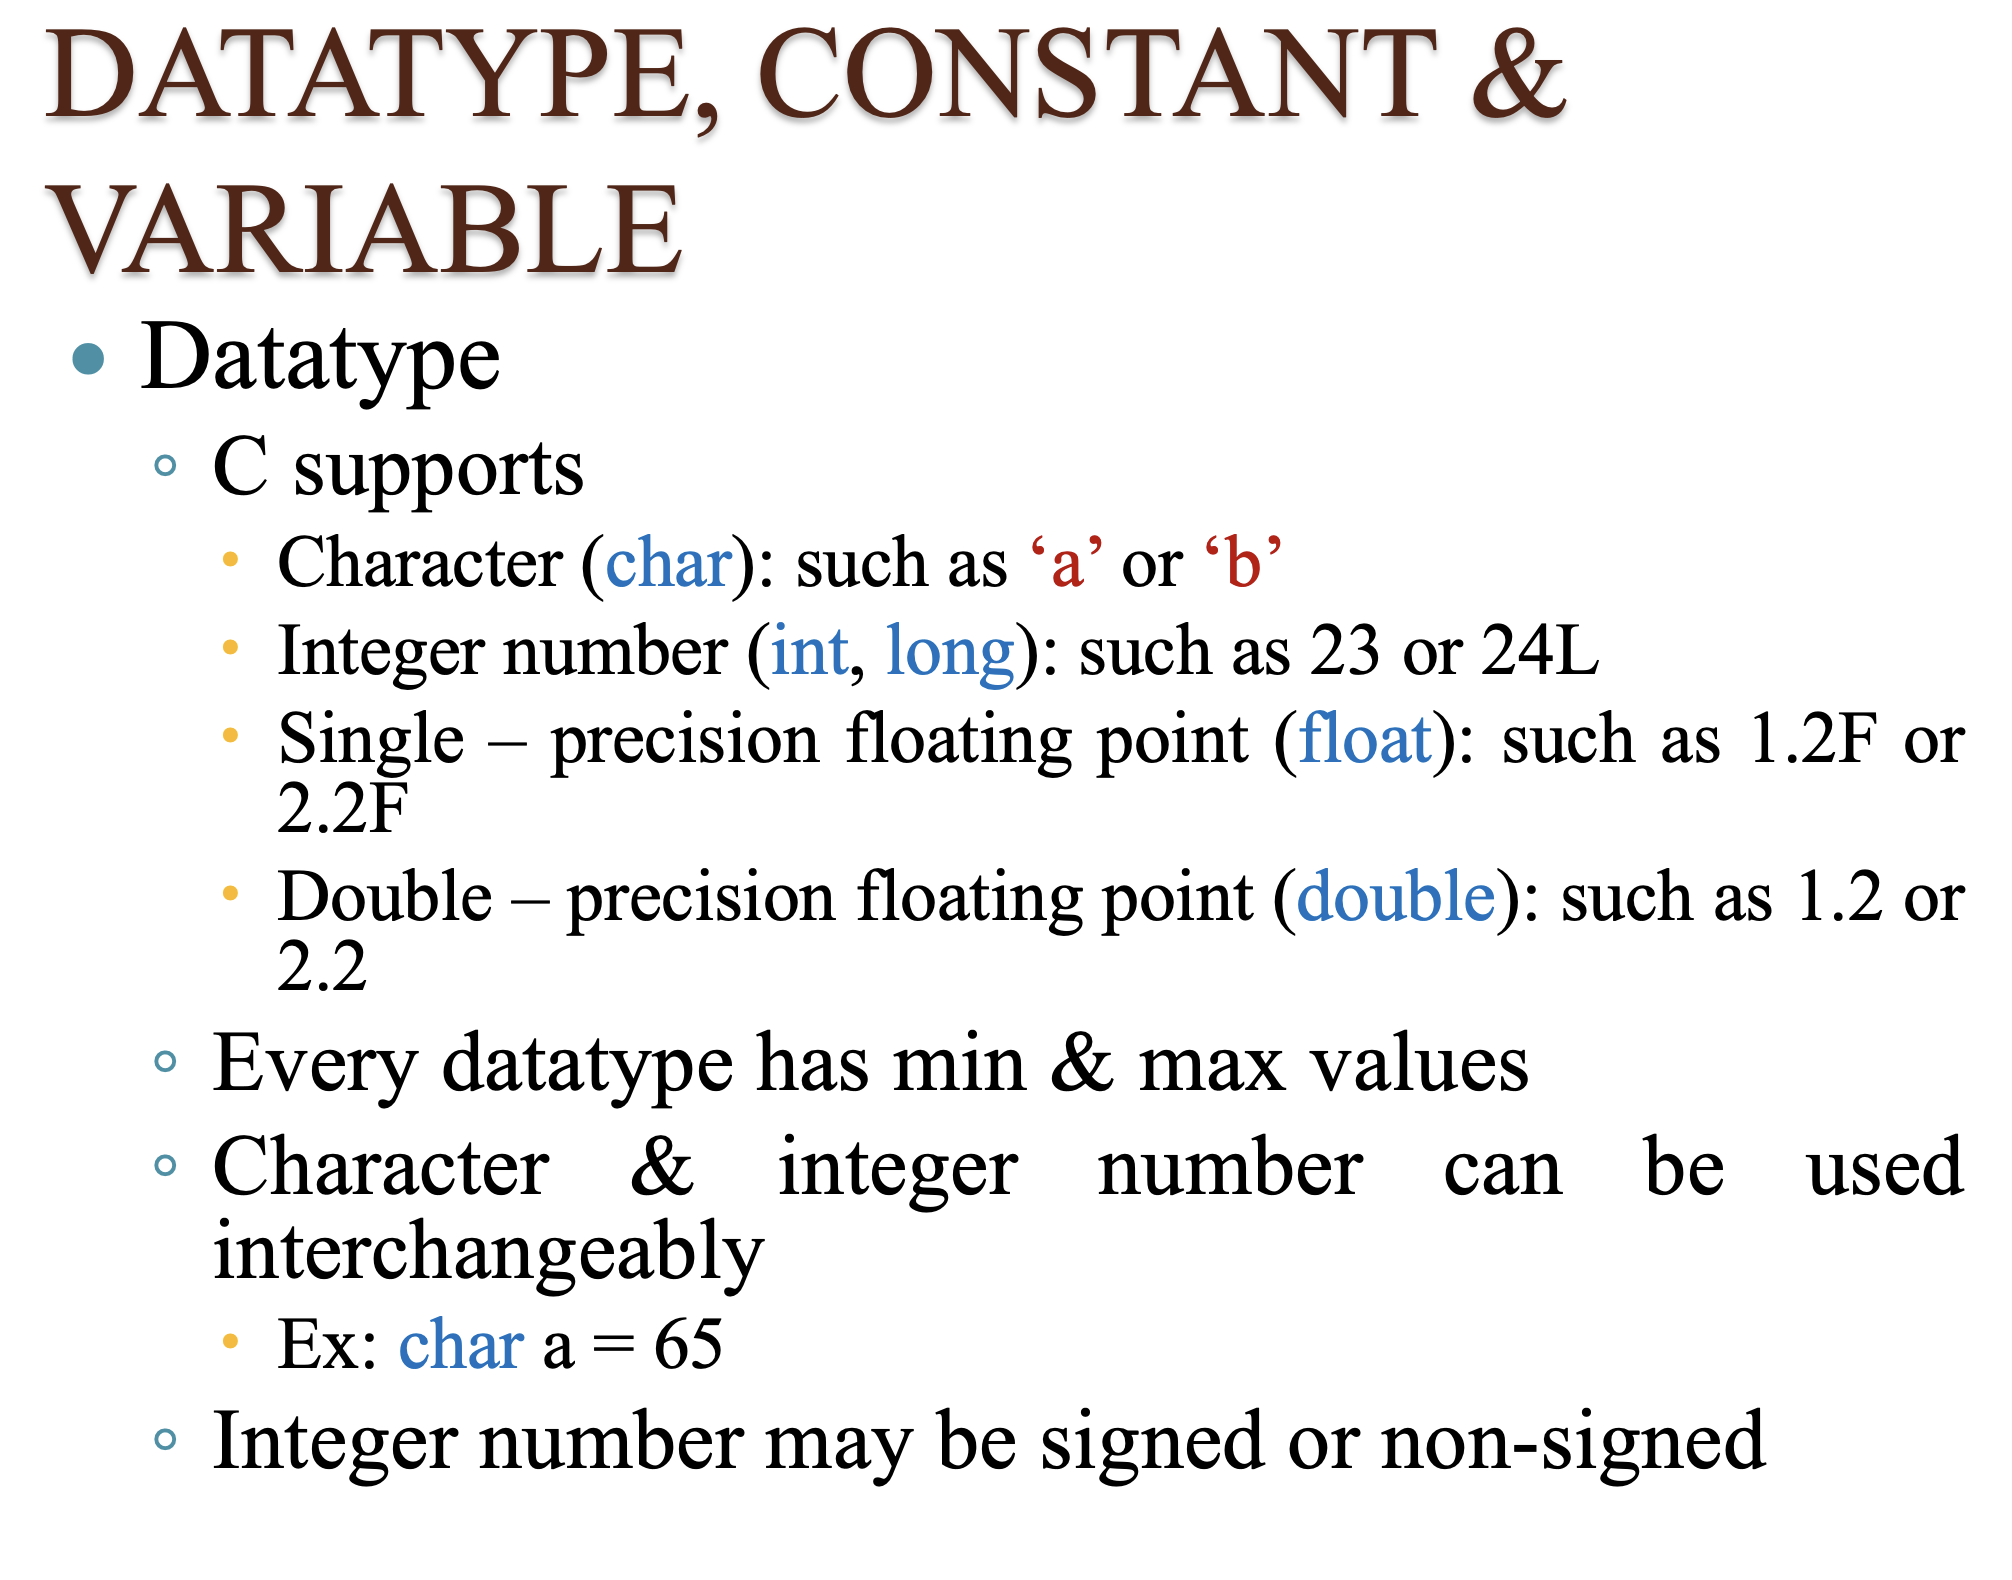 DATATYPE, CONSTANT &
VARIABLE
Datatype
C supports
Character (char): such as ‘a’ or ‘b’
Integer number (int, long): such as 23 or 24L
Single – precision floating point (float): such as 1.2F or
2.2F
Double – precision floating point (double): such as 1.2 or
2.2
Every datatype has min & max values
Character & integer number can be used
interchangeably
Ex: char a = 65
Integer number may be signed or non-signed